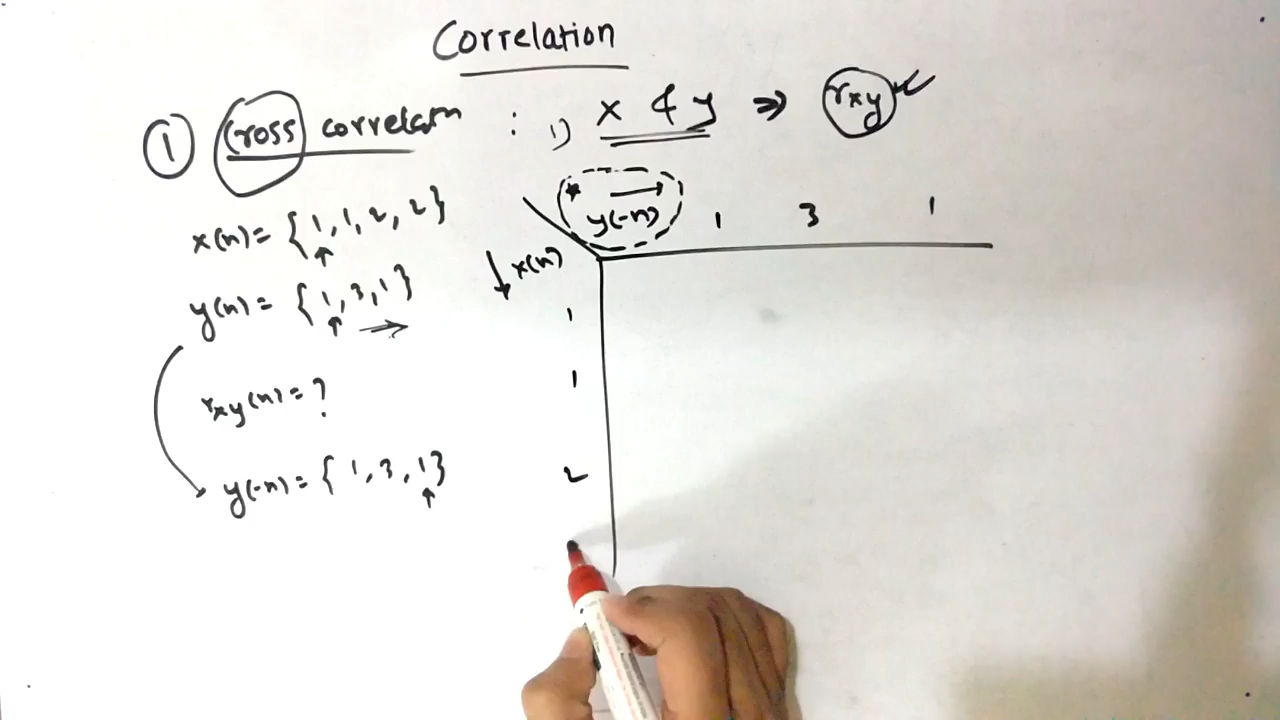 Correlation
① Cross correlatn : 1) x & y ⇒ rxy
x(n) = { 1, 1, 2, 2 }
↑
y(n) = { 1, 3, 1 }
↑ →
rxy(n) = ?
y(-n) = { 1, 3, 1 }
↑
* →
y(-n) 1 3 1
↓ x(n)
1
1
2